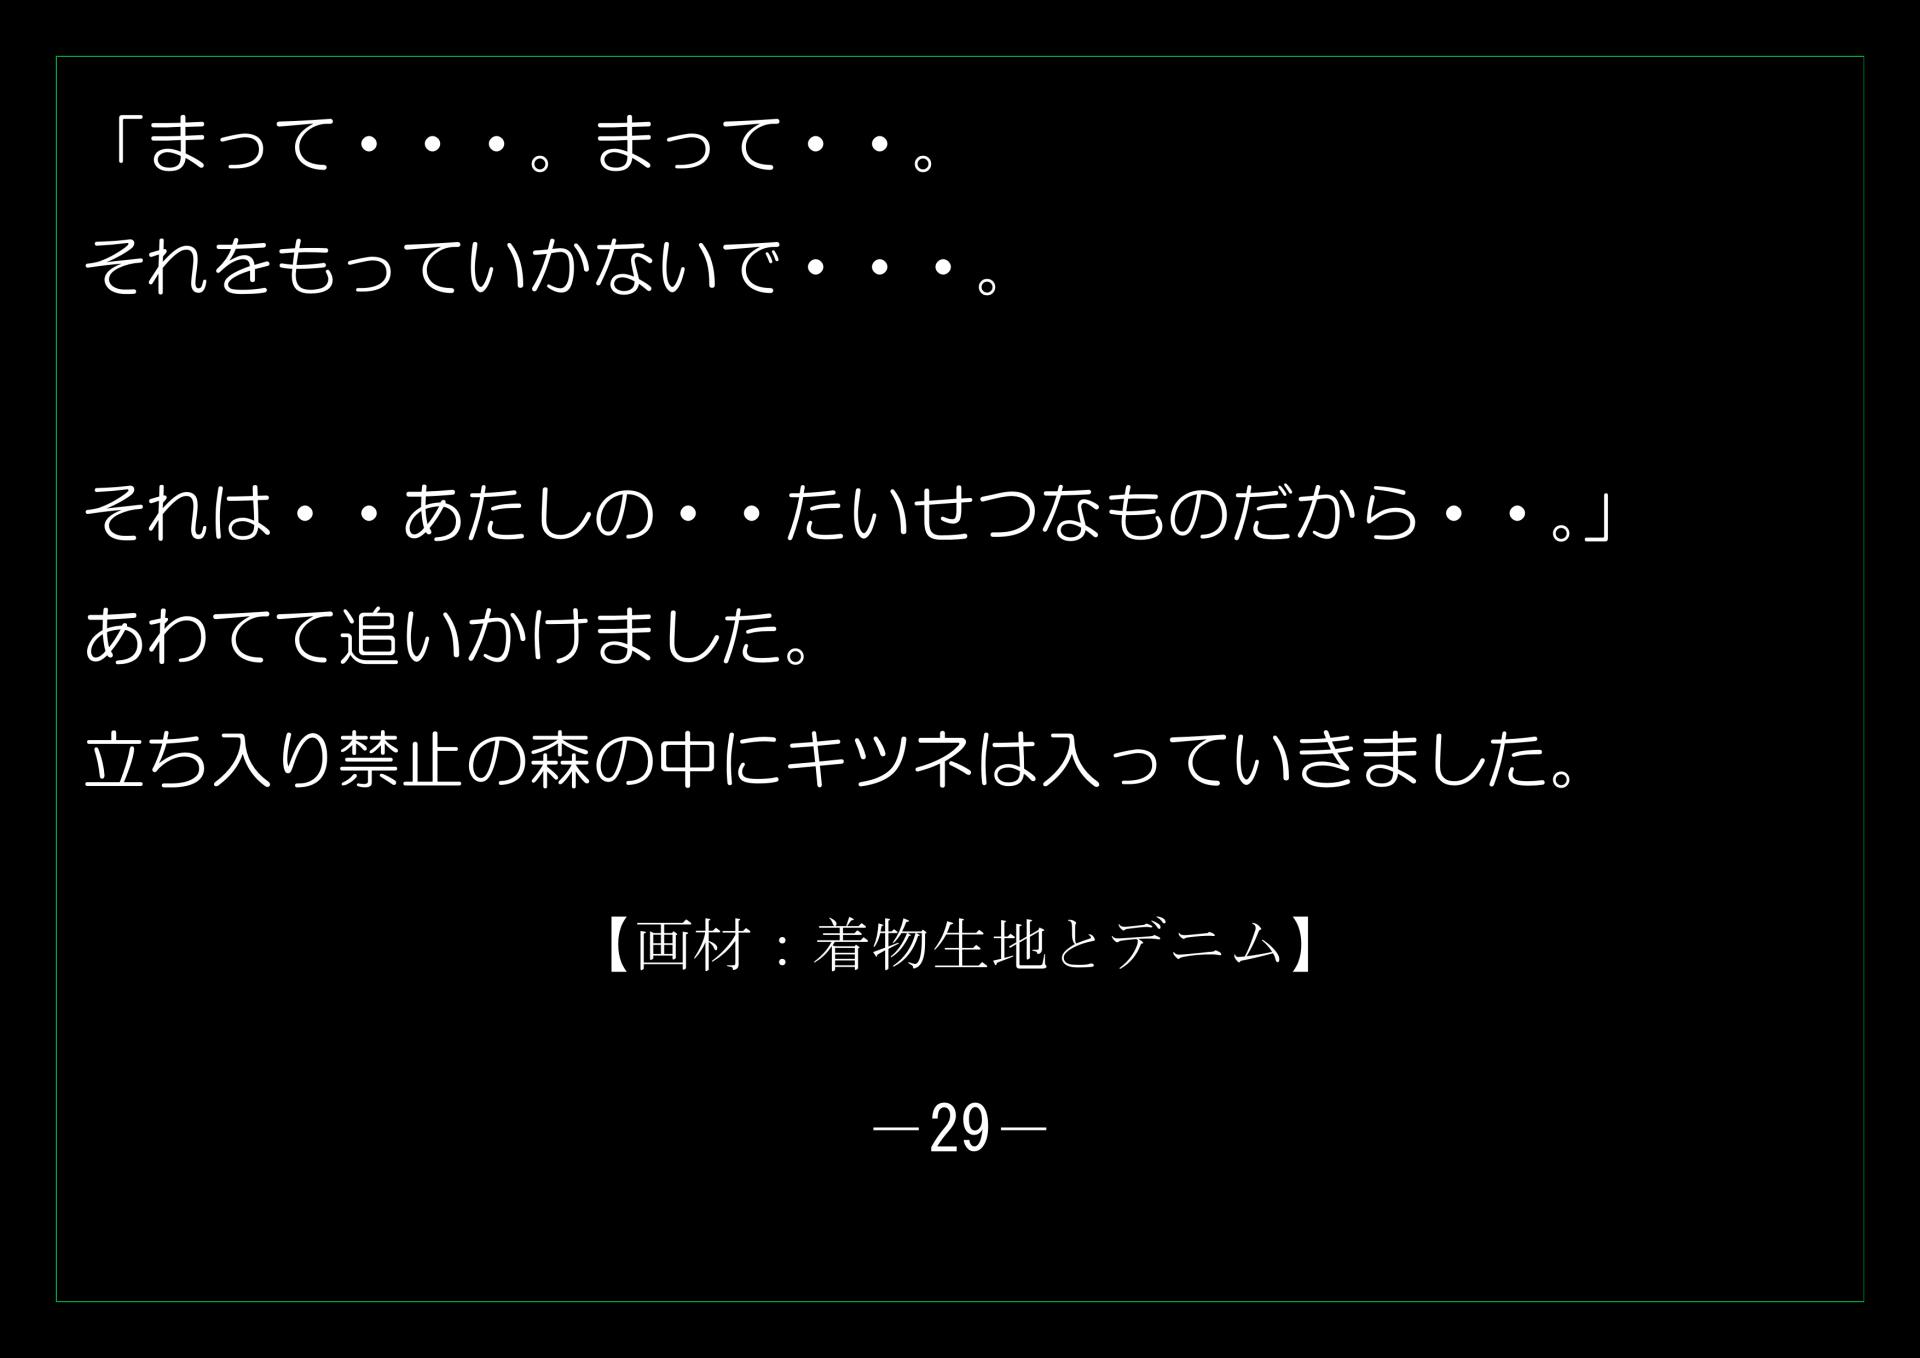 「まって・・・。まって・・。
それをもっていかないで・・・。
それは・・あたしの・・たいせつなものだから・・。」
あわてて追いかけました。
立ち入り禁止の森の中にキツネは入っていきました。
【画材：着物生地とデニム】
－29－